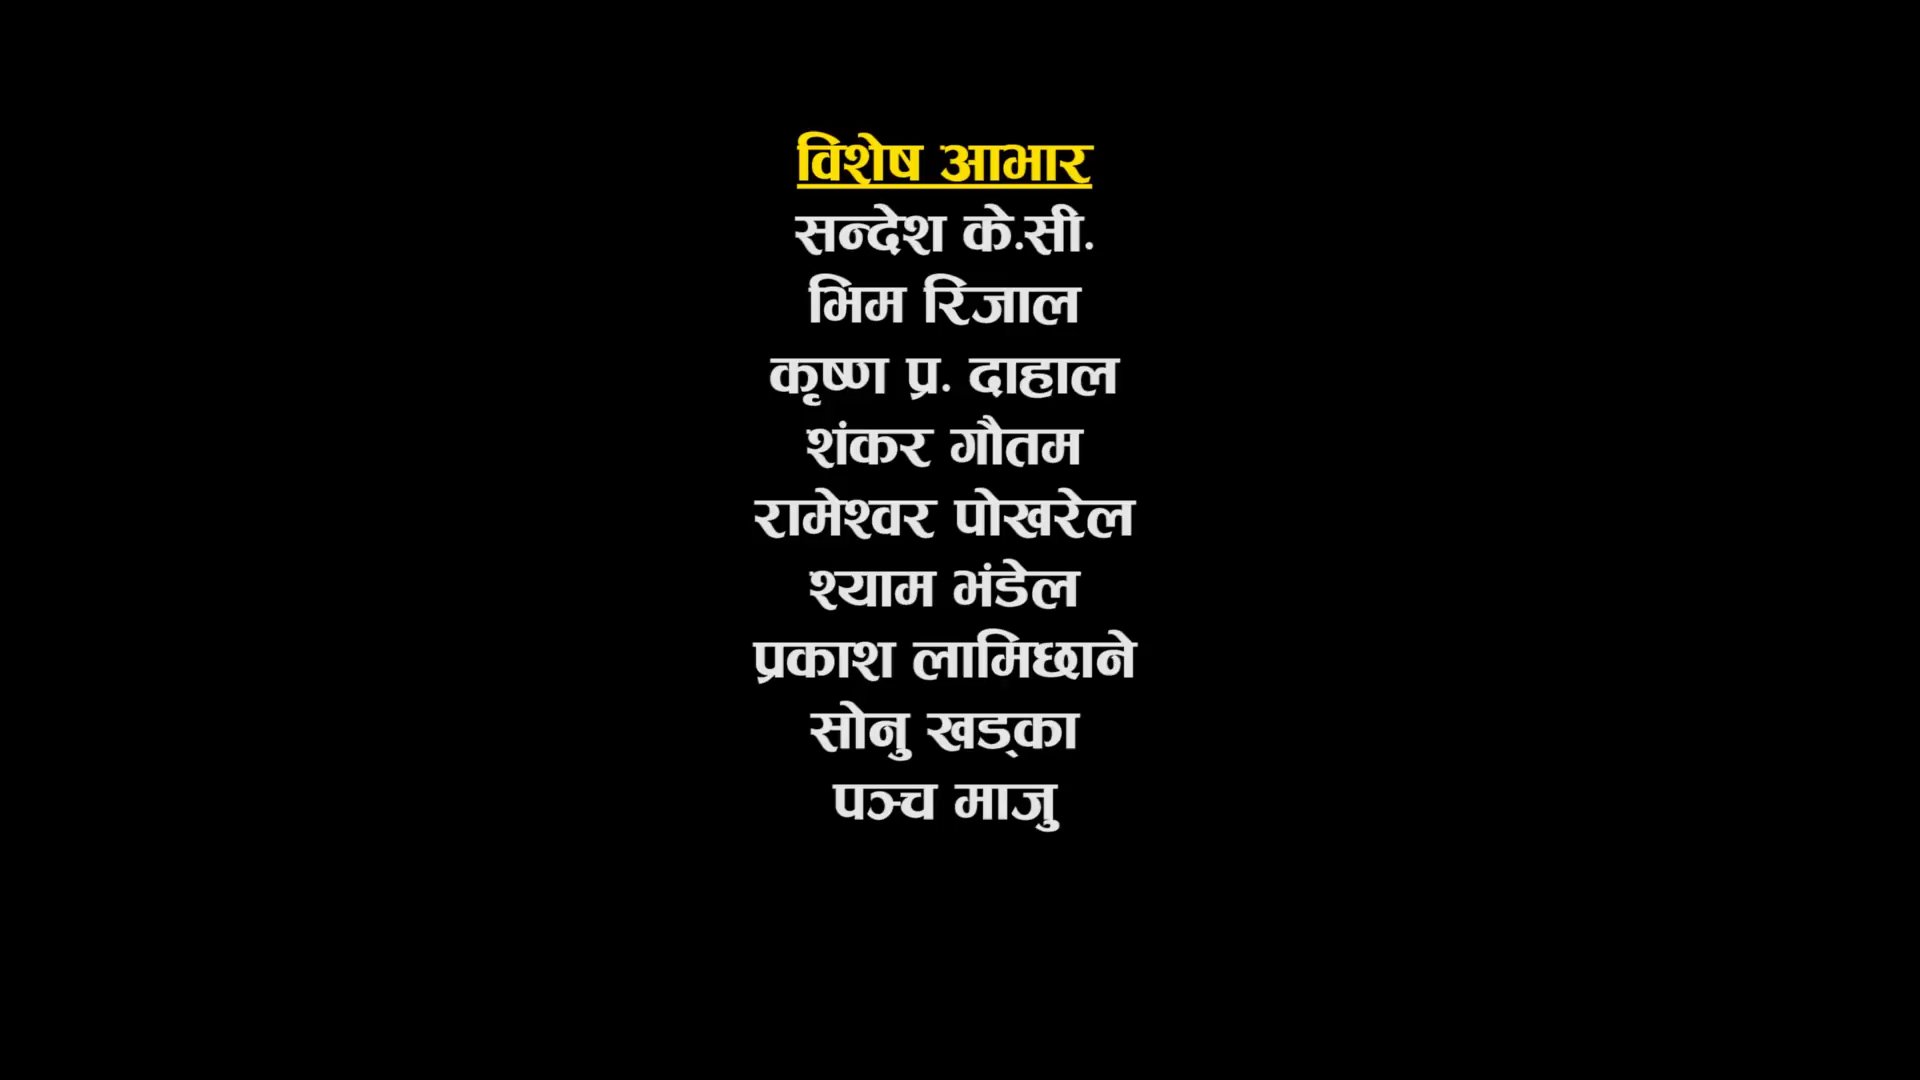 विशेष आभार
सन्देश के.सी.
भिम रिजाल
कृष्ण प्र. दाहाल
शंकर गौतम
रामेश्वर पोखरेल
श्याम भंडेल
प्रकाश लामिछाने
सोनु खड्का
पञ्च माजु